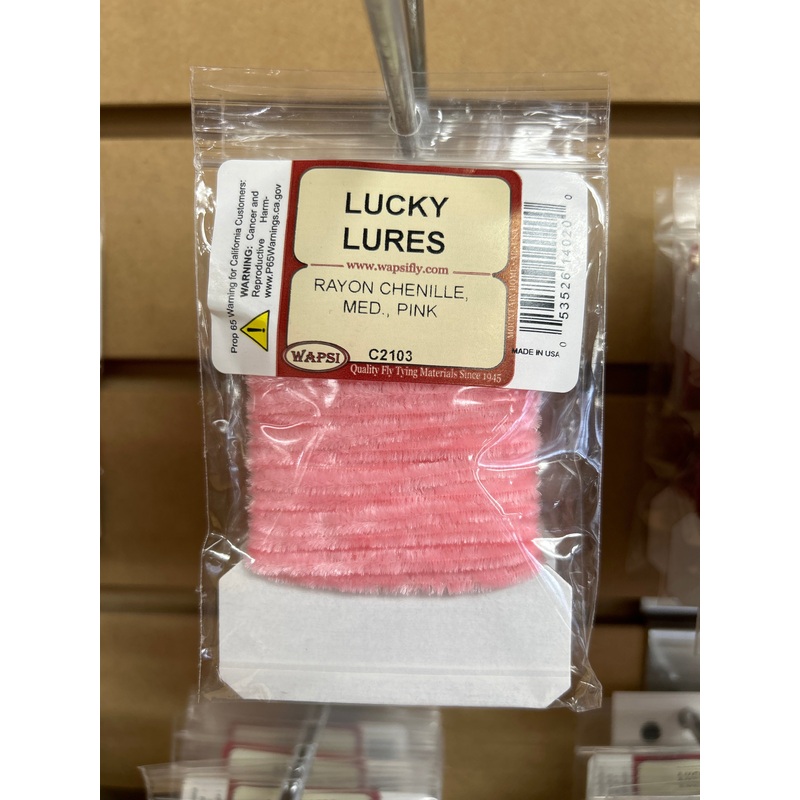 LUCKY
LURES
www.wapsifly.com
RAYON CHENILLE,
MED., PINK
C2103
WAPSI
Quality Fly Tying Materials Since 1945
Prop 65 Warning for California Customers:
WARNING: Cancer and
Reproductive Harm-
www.P65Warnings.ca.gov
0 53526 14020 0
MADE IN USA